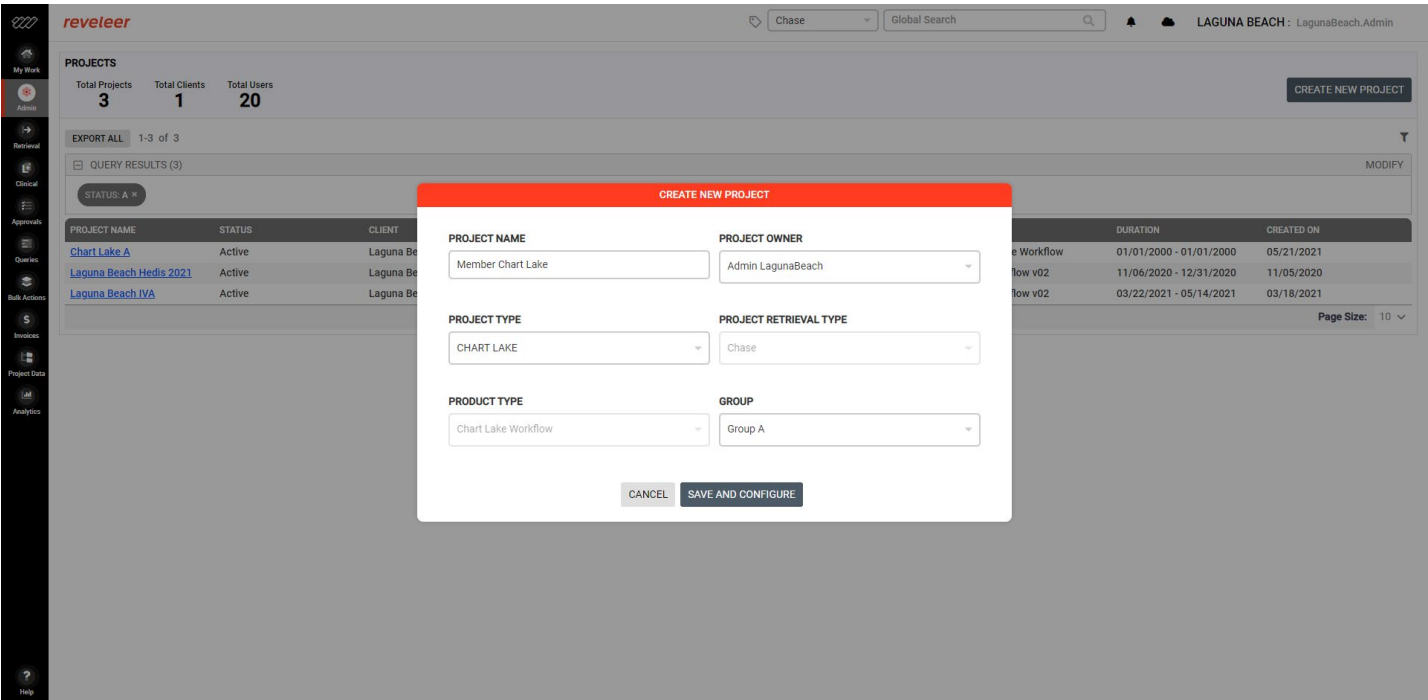 reveleer
Chase
Global Search
LAGUNA BEACH : LagunaBeach.Admin
My Work
Admin
Retrieval
Clinical
Approvals
Queries
Bulk Actions
Invoices
Project Data
Analytics
Help
PROJECTS
Total Projects Total Clients Total Users
3 1 20
CREATE NEW PROJECT
EXPORT ALL 1-3 of 3
QUERY RESULTS (3) MODIFY
STATUS: A ×
PROJECT NAME STATUS CLIENT DURATION CREATED ON
Chart Lake A Active Laguna Be e Workflow 01/01/2000 - 01/01/2000 05/21/2021
Laguna Beach Hedis 2021 Active Laguna Be flow v02 11/06/2020 - 12/31/2020 11/05/2020
Laguna Beach IVA Active Laguna Be flow v02 03/22/2021 - 05/14/2021 03/18/2021
Page Size: 10
CREATE NEW PROJECT
PROJECT NAME PROJECT OWNER
Member Chart Lake Admin LagunaBeach
PROJECT TYPE PROJECT RETRIEVAL TYPE
CHART LAKE Chase
PRODUCT TYPE GROUP
Chart Lake Workflow Group A
CANCEL SAVE AND CONFIGURE